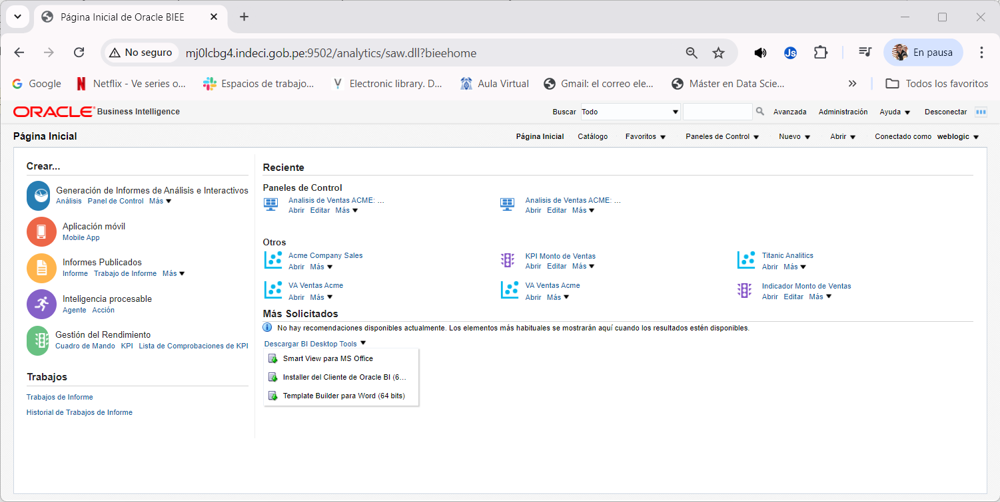 Página Inicial de Oracle BIEE
No seguro mj0lcbg4.indeci.gob.pe:9502/analytics/saw.dll?bieehome Js En pausa
Google Netflix - Ve series o... Espacios de trabajo... Electronic library. D... Aula Virtual Gmail: el correo ele... Máster en Data Scie... Todos los favoritos
ORACLE Business Intelligence Buscar Todo Avanzada Administración Ayuda Desconectar
Página Inicial Página Inicial Catálogo Favoritos Paneles de Control Nuevo Abrir Conectado como weblogic
Crear...
Generación de Informes de Análisis e Interactivos
Análisis Panel de Control Más
Aplicación móvil
Mobile App
Informes Publicados
Informe Trabajo de Informe Más
Inteligencia procesable
Agente Acción
Gestión del Rendimiento
Cuadro de Mando KPI Lista de Comprobaciones de KPI
Trabajos
Trabajos de Informe
Historial de Trabajos de Informe
Reciente
Paneles de Control
Analisis de Ventas ACME: ... Analisis de Ventas ACME: ...
Abrir Editar Más Abrir Editar Más
Otros
Acme Company Sales KPI Monto de Ventas Titanic Analitics
Abrir Más Abrir Editar Más Abrir Más
VA Ventas Acme VA Ventas Acme Indicador Monto de Ventas
Abrir Más Abrir Más Abrir Editar Más
Más Solicitados
No hay recomendaciones disponibles actualmente. Los elementos más habituales se mostrarán aquí cuando los resultados estén disponibles.
Descargar BI Desktop Tools
Smart View para MS Office
Installer del Cliente de Oracle BI (6...
Template Builder para Word (64 bits)